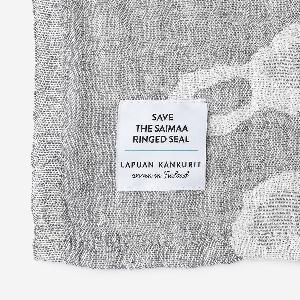 SAVE
THE SAIMAA
RINGED SEAL
LAPUAN KANKURIT
woven in Finland